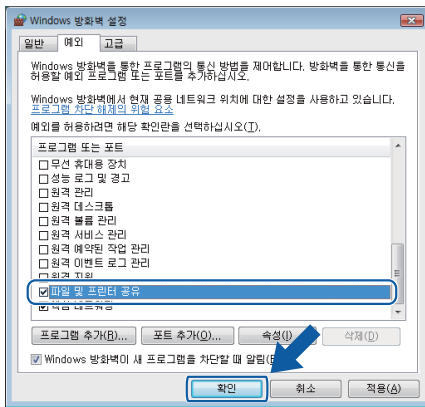 Windows 방화벽 설정
일반 예외 고급
Windows 방화벽을 통한 프로그램의 통신 방법을 제어합니다. 방화벽을 통한 통신을
허용할 예외 프로그램 또는 포트를 추가하십시오.
Windows 방화벽에서 현재 공용 네트워크 위치에 대한 설정을 사용하고 있습니다.
프로그램 차단 해제의 위험 요소
예외를 허용하려면 해당 확인란을 선택하십시오(T).
프로그램 또는 포트
무선 휴대용 장치
성능 로그 및 경고
원격 관리
원격 데스크톱
원격 볼륨 관리
원격 서비스 관리
원격 예약된 작업 관리
원격 이벤트 로그 관리
원격 지원
파일 및 프린터 공유
핵심 네트워킹
프로그램 추가(R)... 포트 추가(O)... 속성(I) 삭제(D)
Windows 방화벽이 새 프로그램을 차단할 때 알림(
확인 취소 적용(A)